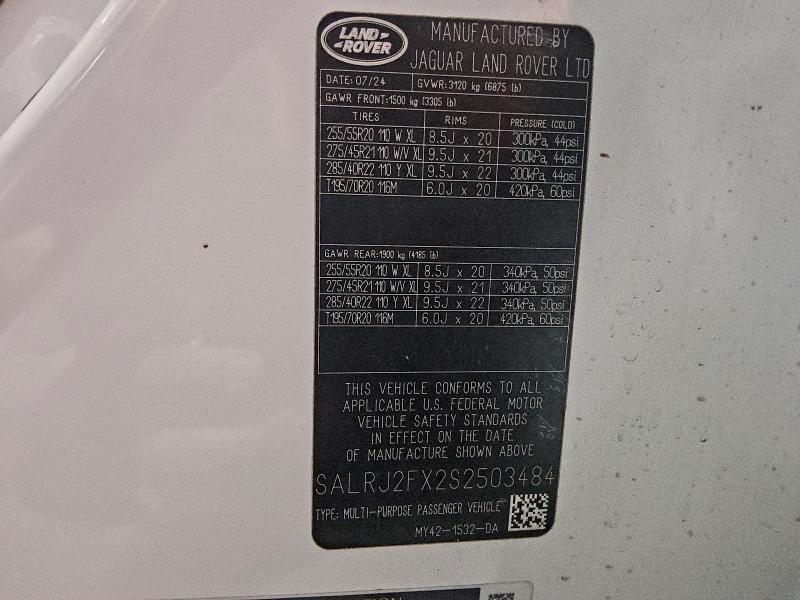 LAND ROVER
MANUFACTURED BY
JAGUAR LAND ROVER LTD
DATE: 07/24 GVWR: 3120 kg (6875 lb)
GAWR FRONT: 1500 kg (3305 lb)
TIRES RIMS PRESSURE (COLD)
255/55R20 110 W XL 8.5J x 20 300kPa, 44psi
275/45R21 110 W/V XL 9.5J x 21 300kPa, 44psi
285/40R22 110 Y XL 9.5J x 22 300kPa, 44psi
T195/70R20 116M 6.0J x 20 420kPa, 60psi
GAWR REAR: 1900 kg (4185 lb)
255/55R20 110 W XL 8.5J x 20 340kPa, 50psi
275/45R21 110 W/V XL 9.5J x 21 340kPa, 50psi
285/40R22 110 Y XL 9.5J x 22 340kPa, 50psi
T195/70R20 116M 6.0J x 20 420kPa, 60psi
THIS VEHICLE CONFORMS TO ALL
APPLICABLE U.S. FEDERAL MOTOR
VEHICLE SAFETY STANDARDS
IN EFFECT ON THE DATE
OF MANUFACTURE SHOWN ABOVE
SALRJ2FX2S2503484
TYPE: MULTI-PURPOSE PASSENGER VEHICLE
MY42-1532-DA